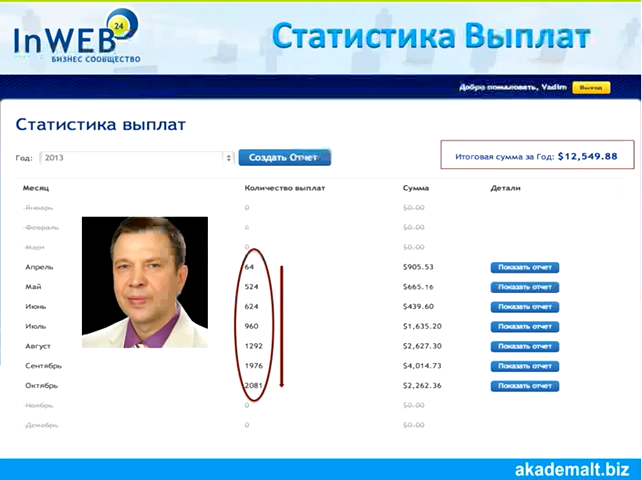 InWEB 24
БИЗНЕС СООБЩЕСТВО
Статистика Выплат
Добро пожаловать, Vadim Выход
Статистика выплат
Год: 2013 Создать Отчет Итоговая сумма за Год: $12,549.88
Месяц Количество выплат Сумма Детали
Январь 0 $0.00
Февраль 0 $0.00
Март 0 $0.00
Апрель 64 $905.53 Показать отчет
Май 524 $665.16 Показать отчет
Июнь 624 $439.60 Показать отчет
Июль 960 $1,635.20 Показать отчет
Август 1292 $2,627.30 Показать отчет
Сентябрь 1976 $4,014.73 Показать отчет
Октябрь 2081 $2,262.36 Показать отчет
Ноябрь 0 $0.00
Декабрь 0 $0.00
akademalt.biz